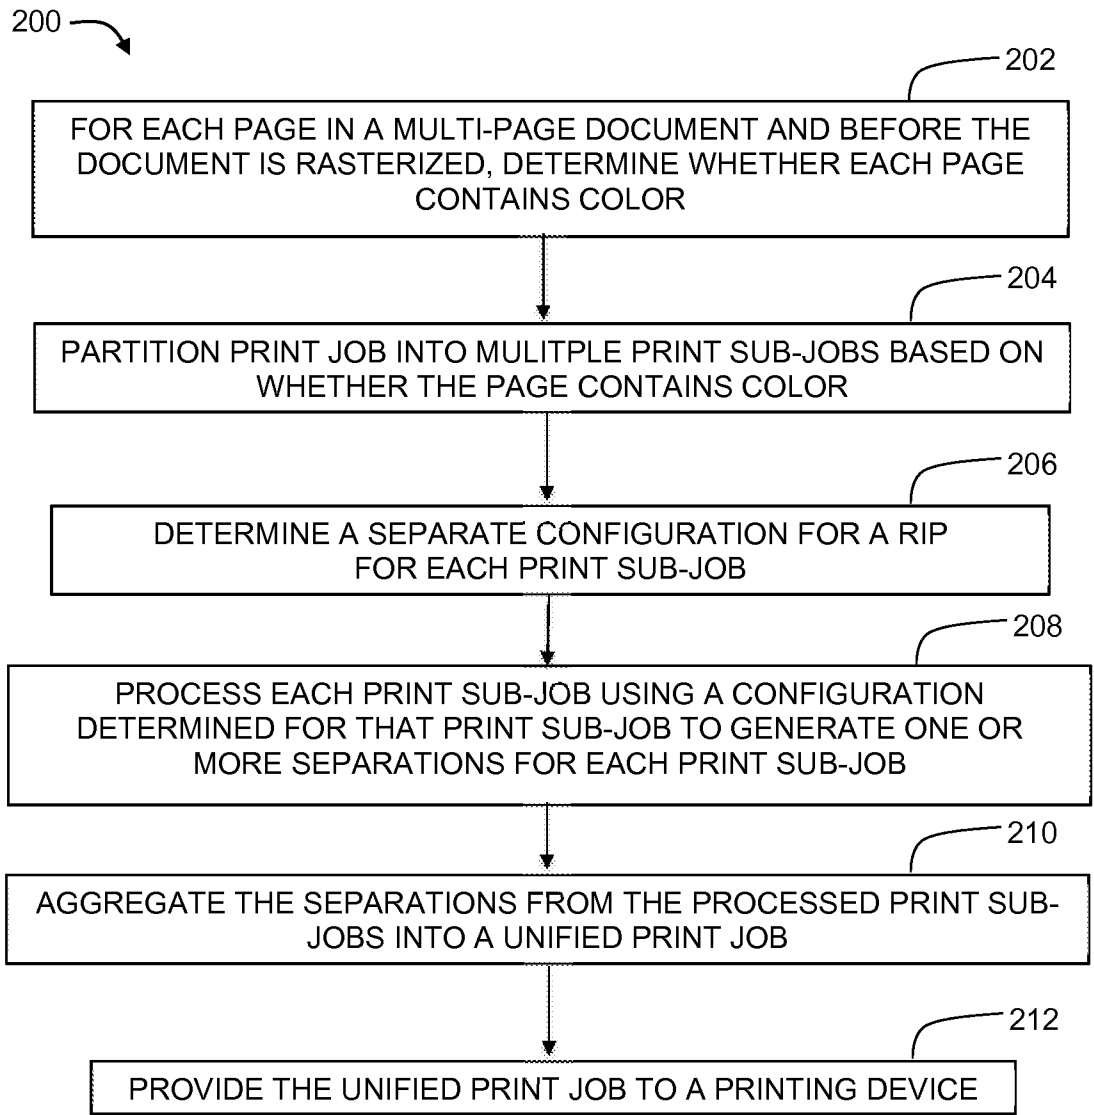 200
202
FOR EACH PAGE IN A MULTI-PAGE DOCUMENT AND BEFORE THE
DOCUMENT IS RASTERIZED, DETERMINE WHETHER EACH PAGE
CONTAINS COLOR
204
PARTITION PRINT JOB INTO MULITPLE PRINT SUB-JOBS BASED ON
WHETHER THE PAGE CONTAINS COLOR
206
DETERMINE A SEPARATE CONFIGURATION FOR A RIP
FOR EACH PRINT SUB-JOB
208
PROCESS EACH PRINT SUB-JOB USING A CONFIGURATION
DETERMINED FOR THAT PRINT SUB-JOB TO GENERATE ONE OR
MORE SEPARATIONS FOR EACH PRINT SUB-JOB
210
AGGREGATE THE SEPARATIONS FROM THE PROCESSED PRINT SUB-
JOBS INTO A UNIFIED PRINT JOB
212
PROVIDE THE UNIFIED PRINT JOB TO A PRINTING DEVICE